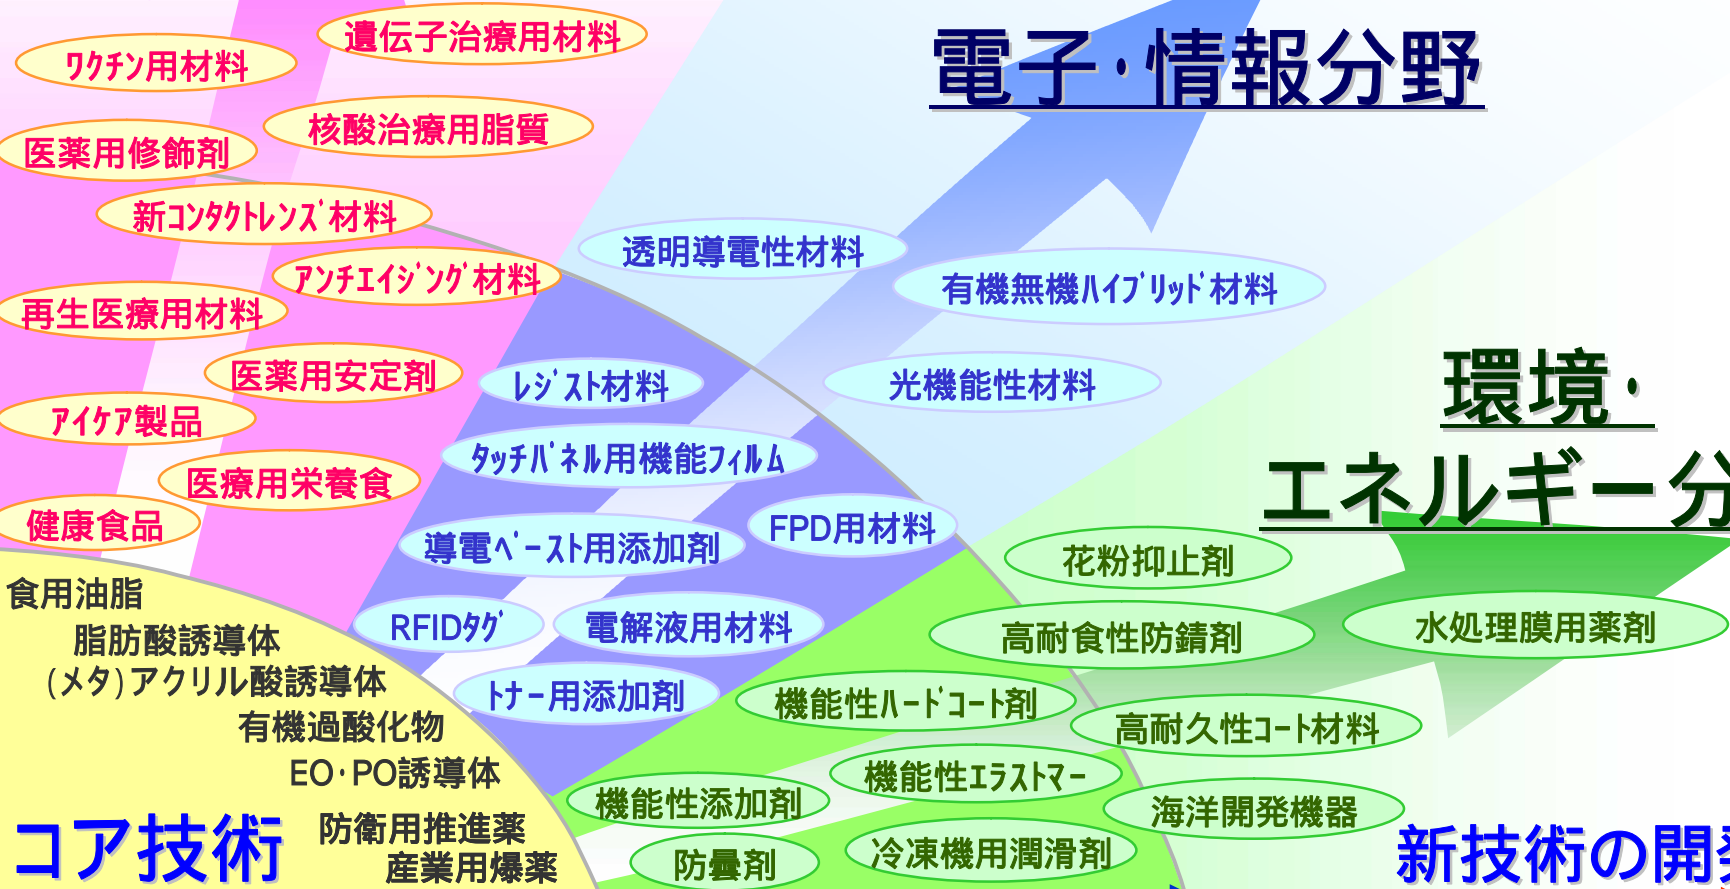 遺伝子治療用材料
ﾜｸﾁﾝ用材料
核酸治療用脂質
医薬用修飾剤
新ｺﾝﾀｸﾄﾚﾝｽﾞ材料
ｱﾝﾁｴｲｼﾞﾝｸﾞ材料
再生医療用材料
医薬用安定剤
ｱｲｹｱ製品
医療用栄養食
健康食品
電子･情報分野
透明導電性材料
有機無機ﾊｲﾌﾞﾘｯﾄﾞ材料
光機能性材料
ﾚｼﾞｽﾄ材料
ﾀｯﾁﾊﾟﾈﾙ用機能ﾌｨﾙﾑ
FPD用材料
導電ﾍﾟｰｽﾄ用添加剤
RFIDﾀｸﾞ
電解液用材料
ﾄﾅｰ用添加剤
環境･
エネルギー分
花粉抑止剤
高耐食性防錆剤
水処理膜用薬剤
機能性ﾊｰﾄﾞｺｰﾄ剤
高耐久性ｺｰﾄ材料
機能性ｴﾗｽﾄﾏｰ
機能性添加剤
海洋開発機器
冷凍機用潤滑剤
防曇剤
食用油脂
脂肪酸誘導体
(メタ)アクリル酸誘導体
有機過酸化物
EO･PO誘導体
防衛用推進薬
産業用爆薬
コア技術
新技術の開発